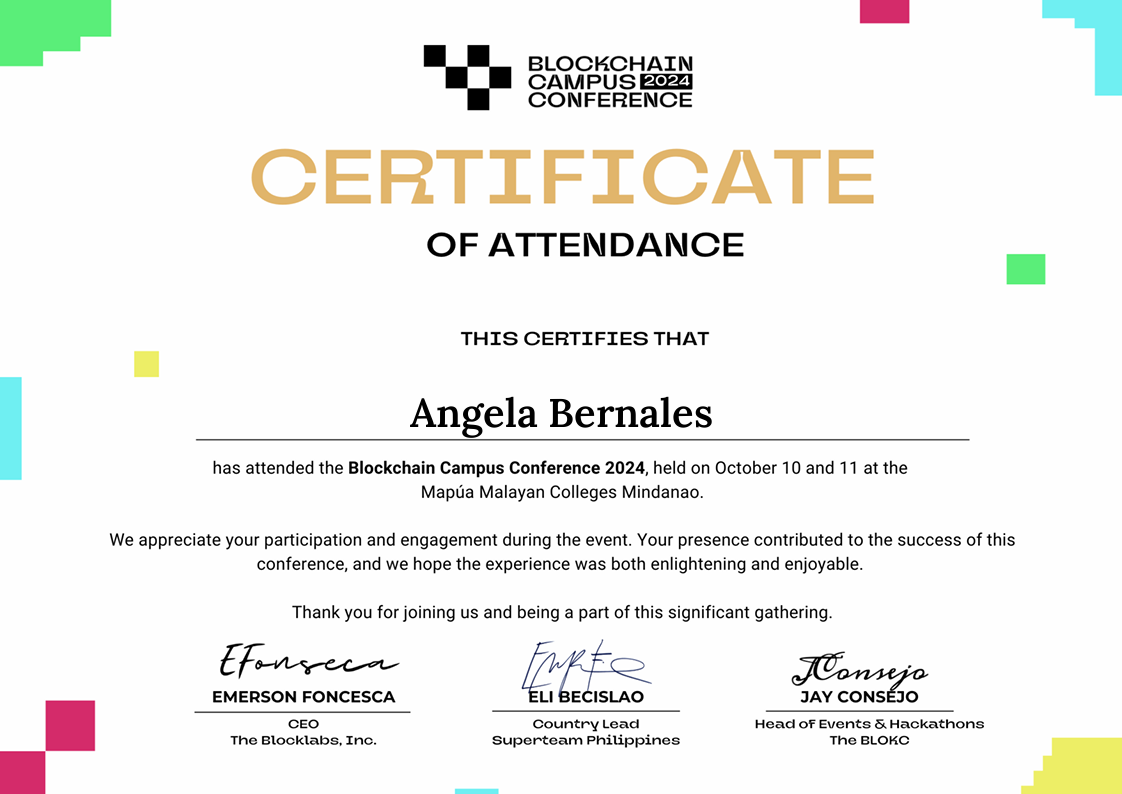 BLOCKCHAIN
CAMPUS 2024
CONFERENCE
CERTIFICATE
OF ATTENDANCE
THIS CERTIFIES THAT
Angela Bernales
has attended the Blockchain Campus Conference 2024, held on October 10 and 11 at the
Mapúa Malayan Colleges Mindanao.
We appreciate your participation and engagement during the event. Your presence contributed to the success of this
conference, and we hope the experience was both enlightening and enjoyable.
Thank you for joining us and being a part of this significant gathering.
EFonseca JConsejo
EMERSON FONCESCA ELI BECISLAO JAY CONSEJO
CEO Country Lead Head of Events & Hackathons
The Blocklabs, Inc. Superteam Philippines The BLOKC